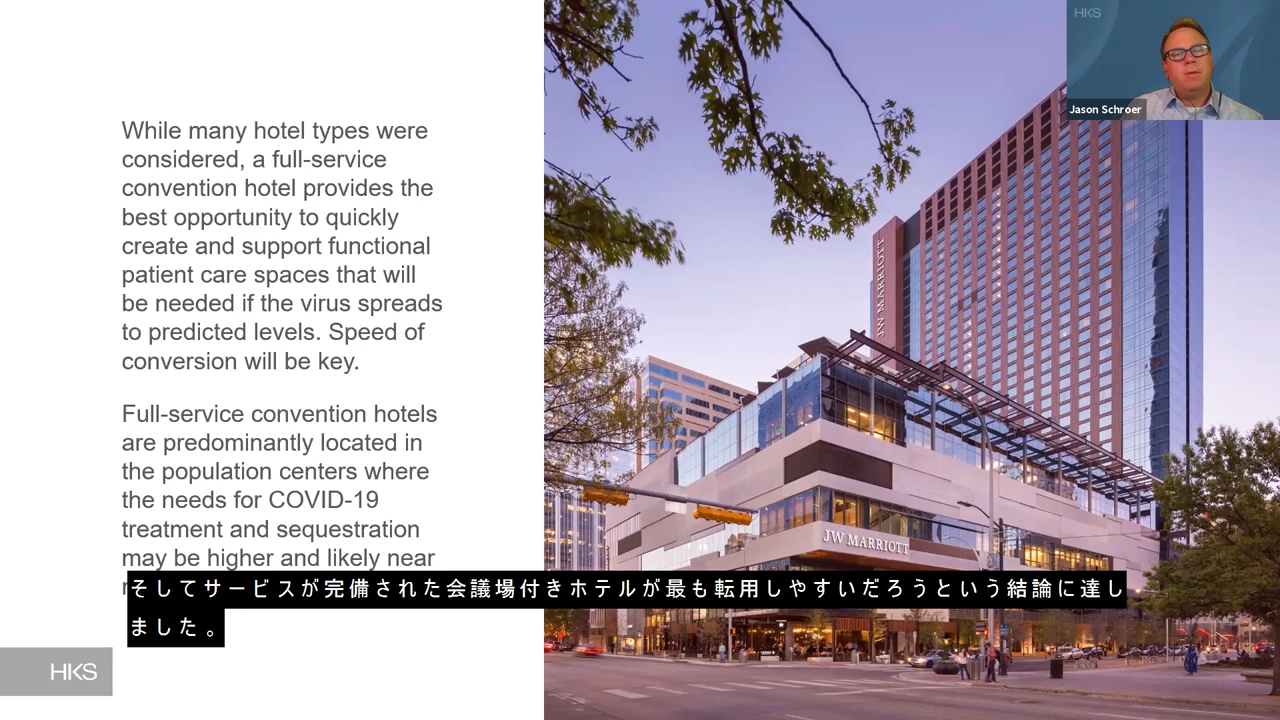 HKS
Jason Schroer
While many hotel types were
considered, a full-service
convention hotel provides the
best opportunity to quickly
create and support functional
patient care spaces that will
be needed if the virus spreads
to predicted levels. Speed of
conversion will be key.
Full-service convention hotels
are predominantly located in
the population centers where
the needs for COVID-19
treatment and sequestration
may be higher and likely near
JW MARRIOTT
JW MARRIOTT
そしてサービスが完備された会議場付きホテルが最も転用しやすいだろうという結論に達し
ました。
HKS